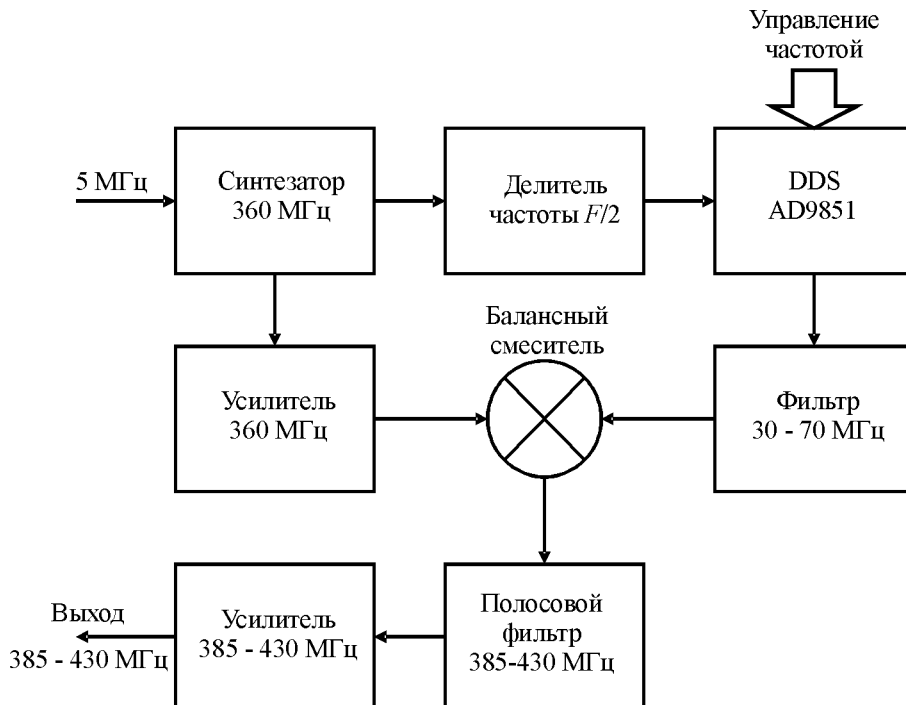 Управление
частотой
5 МГц
Синтезатор
360 МГц
Делитель
частоты F/2
DDS
AD9851
Балансный
смеситель
Усилитель
360 МГц
Фильтр
30 - 70 МГц
Выход
385 - 430 МГц
Усилитель
385 - 430 МГц
Полосовой
фильтр
385-430 МГц